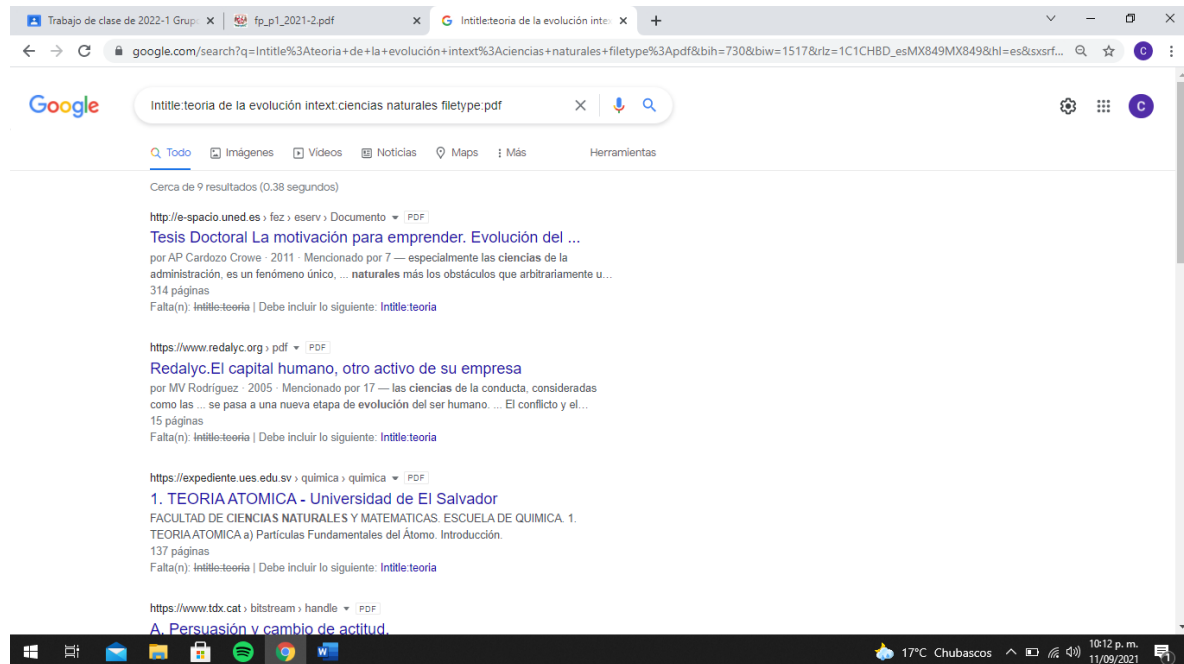 Trabajo de clase de 2022-1 Grup
fp_p1_2021-2.pdf
Intitle:teoria de la evolución inte
google.com/search?q=Intitle%3Ateoria+de+la+evolución+intext%3Aciencias+naturales+filetype%3Apdf&bih=730&biw=1517&rlz=1C1CHBD_esMX849MX849&hl=es&sxsrf...
C
Google
Intitle:teoria de la evolución intext:ciencias naturales filetype:pdf
C
Todo Imágenes Vídeos Noticias Maps Más Herramientas
Cerca de 9 resultados (0.38 segundos)
http://e-spacio.uned.es › fez › eserv › Documento PDF
Tesis Doctoral La motivación para emprender. Evolución del ...
por AP Cardozo Crowe · 2011 · Mencionado por 7 — especialmente las ciencias de la
administración, es un fenómeno único, ... naturales más los obstáculos que arbitrariamente u...
314 páginas
Falta(n): Intitle:teoria | Debe incluir lo siguiente: Intitle:teoria
https://www.redalyc.org › pdf PDF
Redalyc.El capital humano, otro activo de su empresa
por MV Rodríguez · 2005 · Mencionado por 17 — las ciencias de la conducta, consideradas
como las ... se pasa a una nueva etapa de evolución del ser humano. ... El conflicto y el...
15 páginas
Falta(n): Intitle:teoria | Debe incluir lo siguiente: Intitle:teoria
https://expediente.ues.edu.sv › quimica › quimica PDF
1. TEORIA ATOMICA - Universidad de El Salvador
FACULTAD DE CIENCIAS NATURALES Y MATEMATICAS. ESCUELA DE QUIMICA. 1.
TEORIA ATOMICA a) Partículas Fundamentales del Átomo. Introducción.
137 páginas
Falta(n): Intitle:teoria | Debe incluir lo siguiente: Intitle:teoria
https://www.tdx.cat › bitstream › handle PDF
A. Persuasión y cambio de actitud.
17°C Chubascos
10:12 p. m.
11/09/2021
1